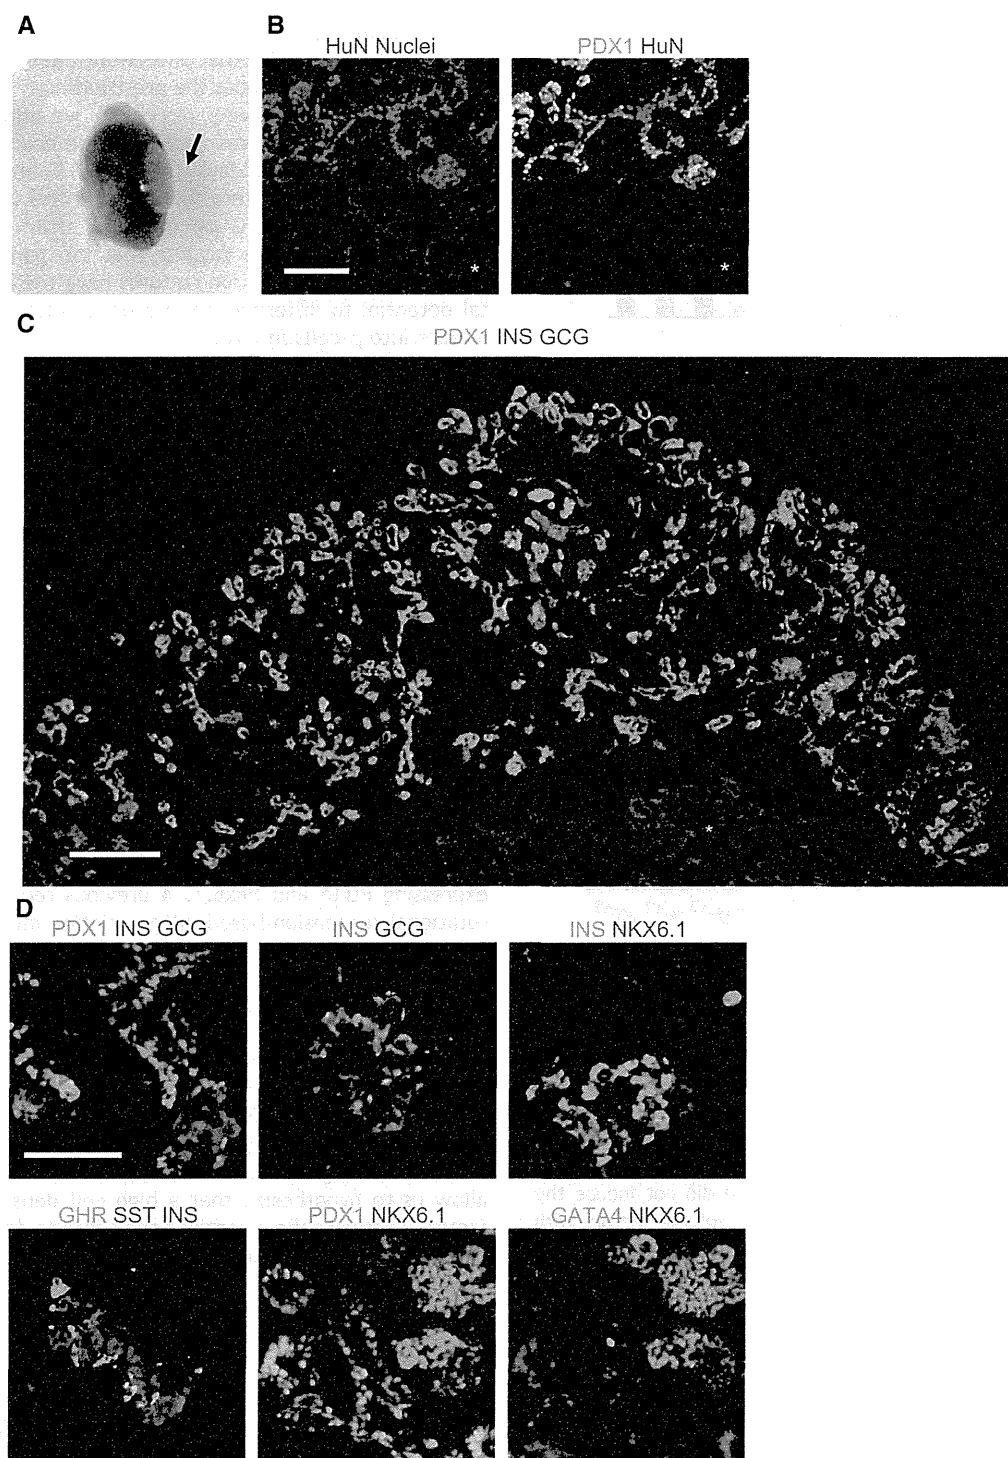 A
B
HuN Nuclei
PDX1 HuN
*
*
C
PDX1 INS GCG
*
D
PDX1 INS GCG
INS GCG
INS NKX6.1
GHR SST INS
PDX1 NKX6.1
GATA4 NKX6.1